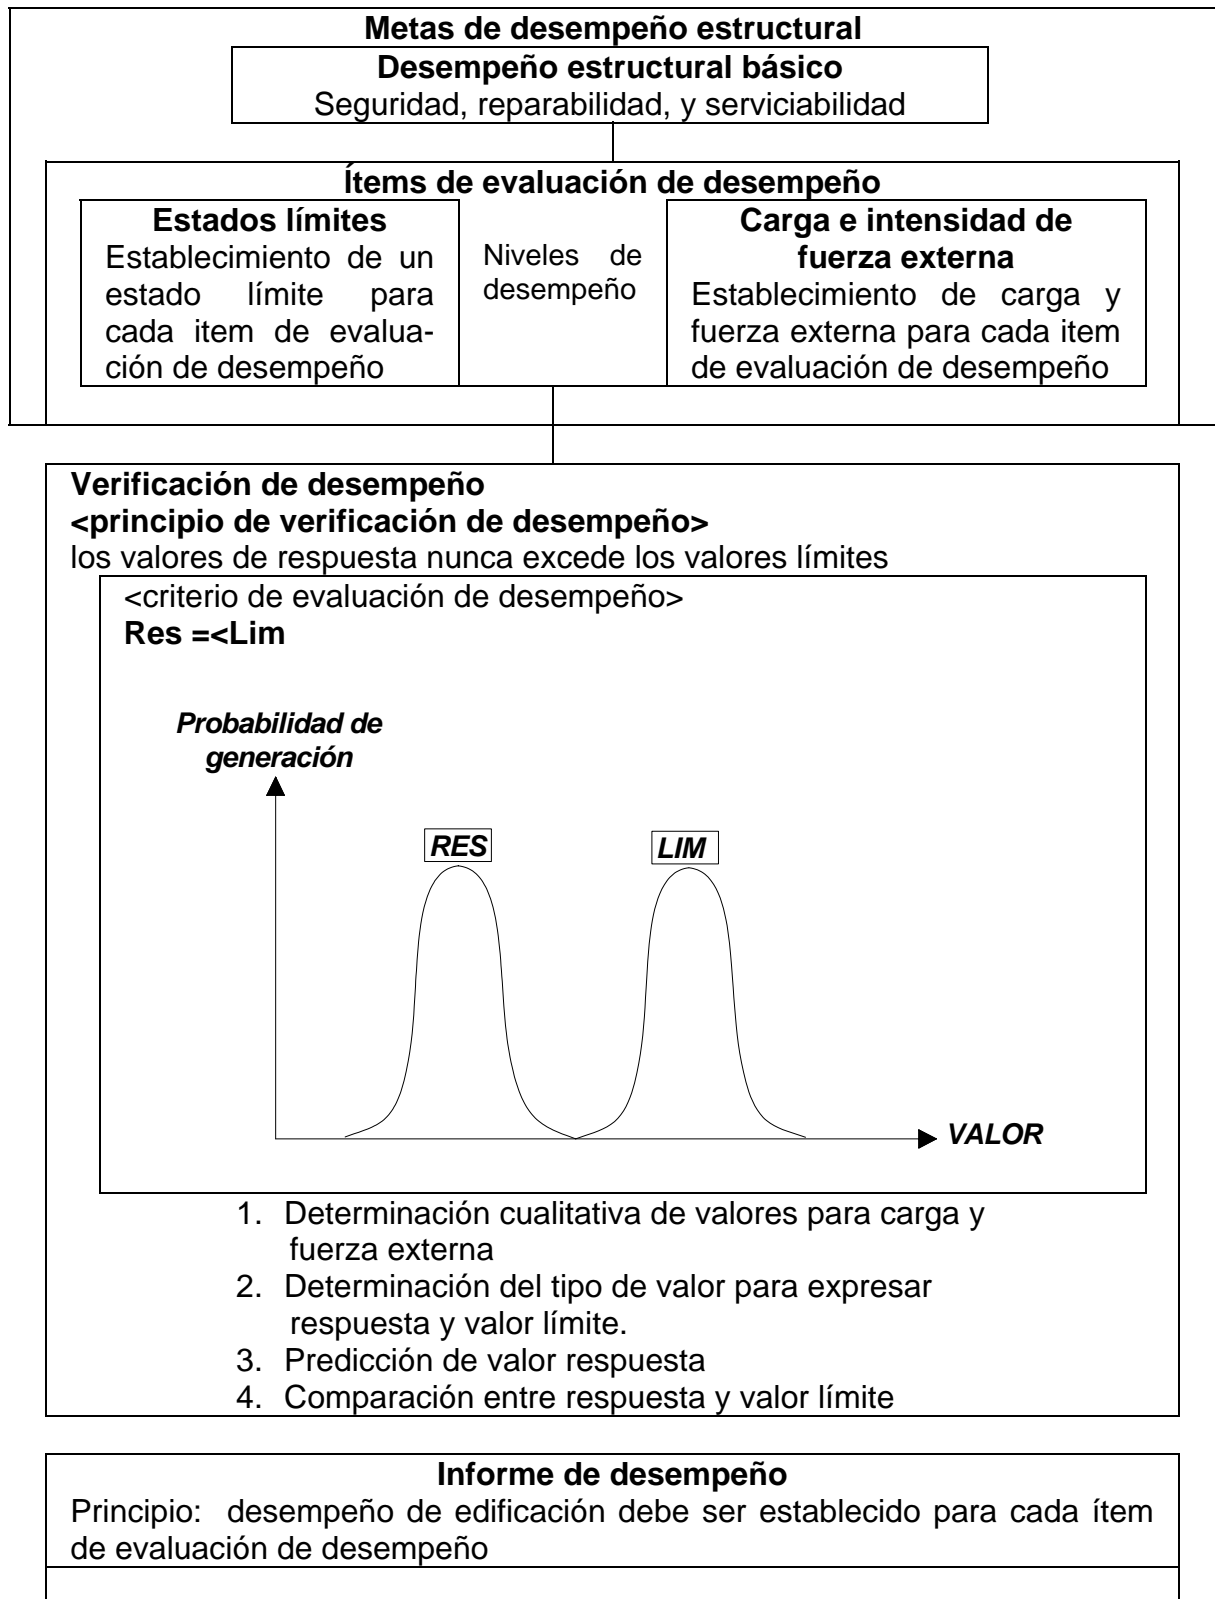 Metas de desempeño estructural
Desempeño estructural básico
Seguridad, reparabilidad, y serviciabilidad
Ítems de evaluación de desempeño
Estados límites
Establecimiento de un
estado límite para
cada item de evalua-
ción de desempeño
Niveles de
desempeño
Carga e intensidad de
fuerza externa
Establecimiento de carga y
fuerza externa para cada item
de evaluación de desempeño
Verificación de desempeño
<principio de verificación de desempeño>
los valores de respuesta nunca excede los valores límites
<criterio de evaluación de desempeño>
Res =<Lim
Probabilidad de
generación
RES
LIM
VALOR
1. Determinación cualitativa de valores para carga y
fuerza externa
2. Determinación del tipo de valor para expresar
respuesta y valor límite.
3. Predicción de valor respuesta
4. Comparación entre respuesta y valor límite
Informe de desempeño
Principio: desempeño de edificación debe ser establecido para cada ítem
de evaluación de desempeño